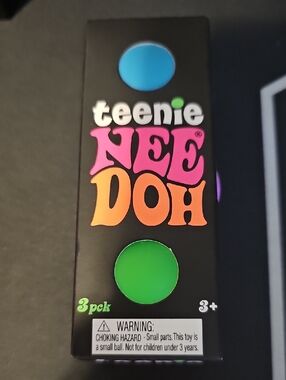 teenie
NEE®
DOH
3 pck
3+
WARNING:
CHOKING HAZARD - Small parts. This toy is
a small ball. Not for children under 3 years.